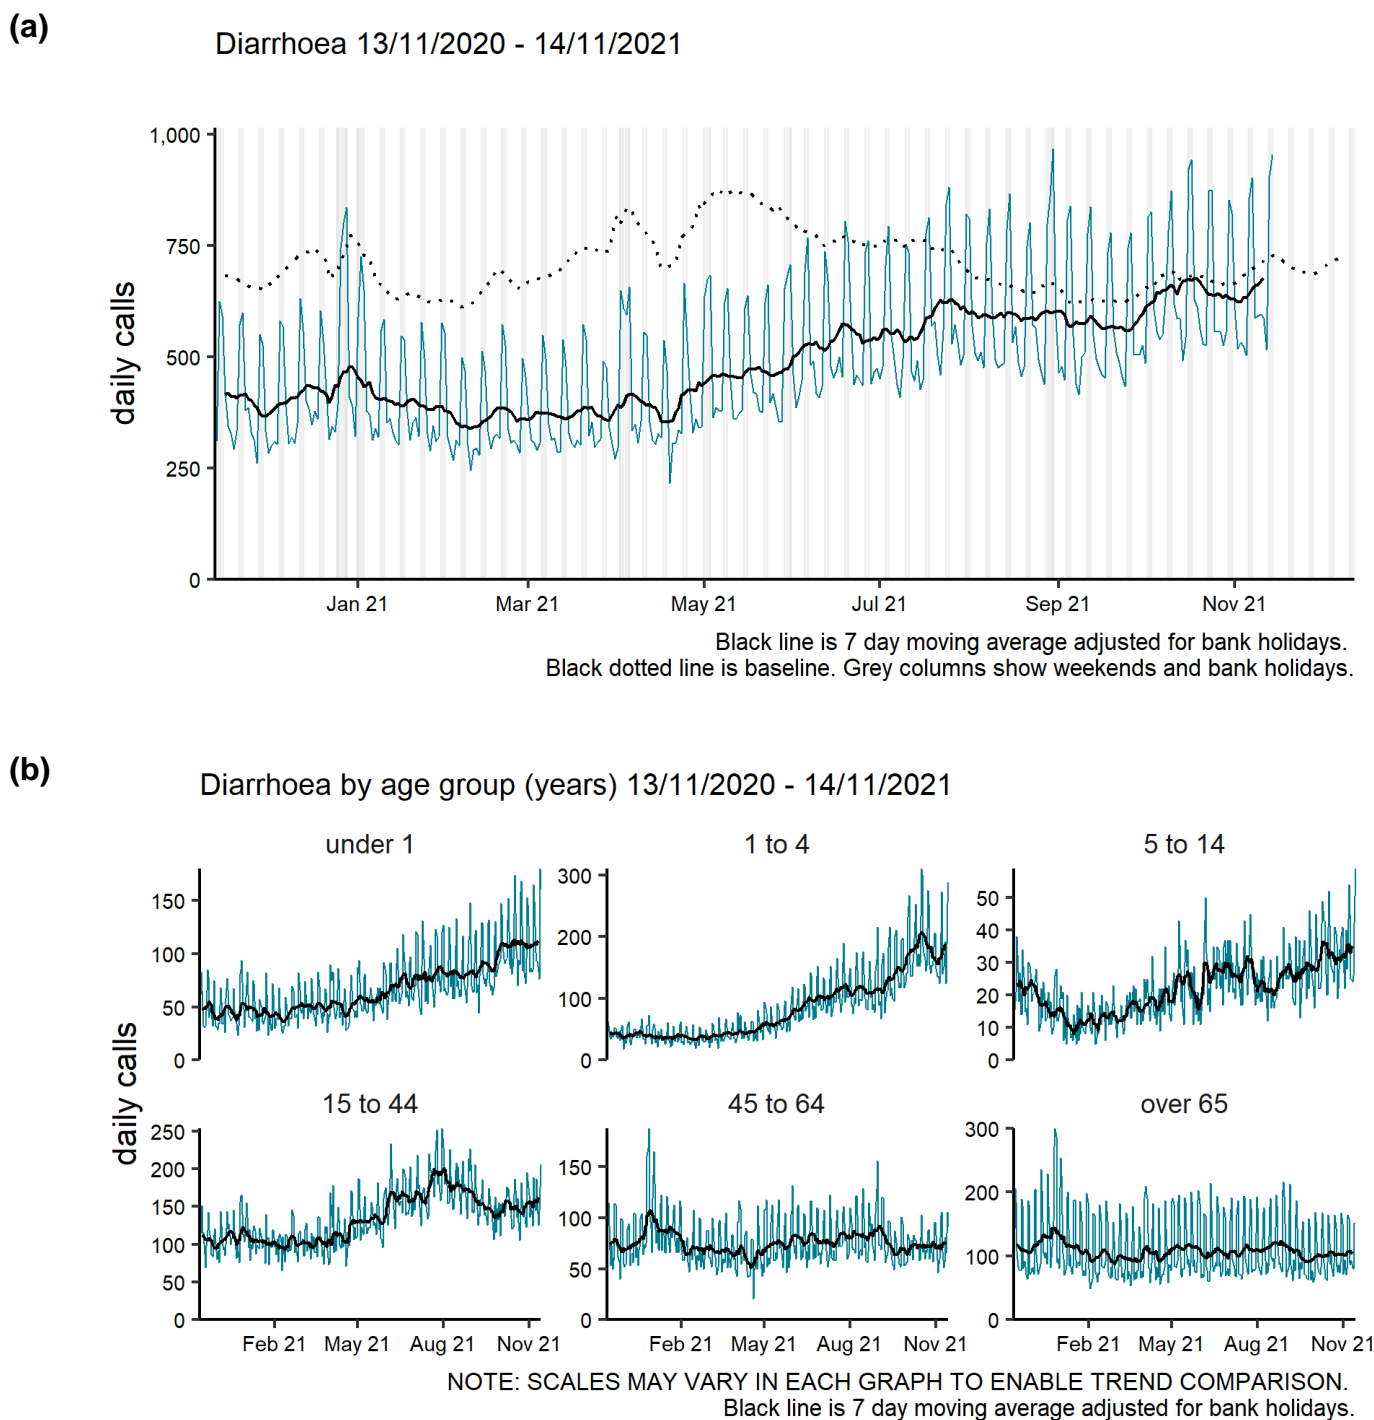 (a)
Diarrhoea 13/11/2020 - 14/11/2021
daily calls
1,000
750
500
250
0
Jan 21
Mar 21
May 21
Jul 21
Sep 21
Nov 21
Black line is 7 day moving average adjusted for bank holidays.
Black dotted line is baseline. Grey columns show weekends and bank holidays.
(b)
Diarrhoea by age group (years) 13/11/2020 - 14/11/2021
daily calls
under 1
150
100
50
0
1 to 4
300
200
100
0
5 to 14
50
40
30
20
10
0
15 to 44
250
200
150
100
50
0
Feb 21
May 21
Aug 21
Nov 21
45 to 64
150
100
50
0
Feb 21
May 21
Aug 21
Nov 21
over 65
300
200
100
0
Feb 21
May 21
Aug 21
Nov 21
NOTE: SCALES MAY VARY IN EACH GRAPH TO ENABLE TREND COMPARISON.
Black line is 7 day moving average adjusted for bank holidays.